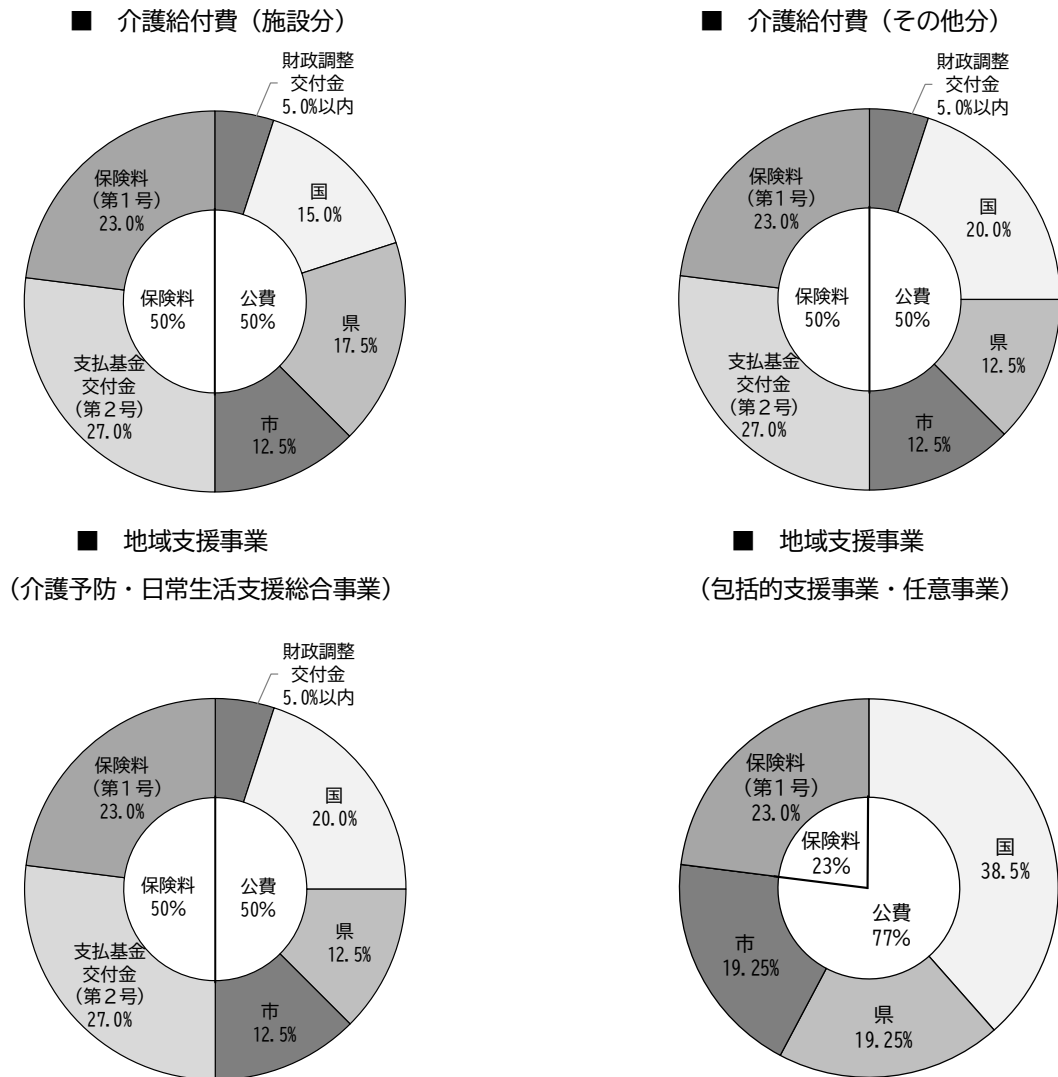 ■　介護給付費（施設分）
財政調整
交付金
5.0%以内
国
15.0%
県
17.5%
市
12.5%
支払基金
交付金
（第２号）
27.0%
保険料
（第１号）
23.0%
保険料
50%
公費
50%
■　介護給付費（その他分）
財政調整
交付金
5.0%以内
国
20.0%
県
12.5%
市
12.5%
支払基金
交付金
（第２号）
27.0%
保険料
（第１号）
23.0%
保険料
50%
公費
50%
■　地域支援事業
（介護予防・日常生活支援総合事業）
財政調整
交付金
5.0%以内
国
20.0%
県
12.5%
市
12.5%
支払基金
交付金
（第２号）
27.0%
保険料
（第１号）
23.0%
保険料
50%
公費
50%
■　地域支援事業
（包括的支援事業・任意事業）
国
38.5%
県
19.25%
市
19.25%
保険料
（第１号）
23.0%
保険料
23%
公費
77%